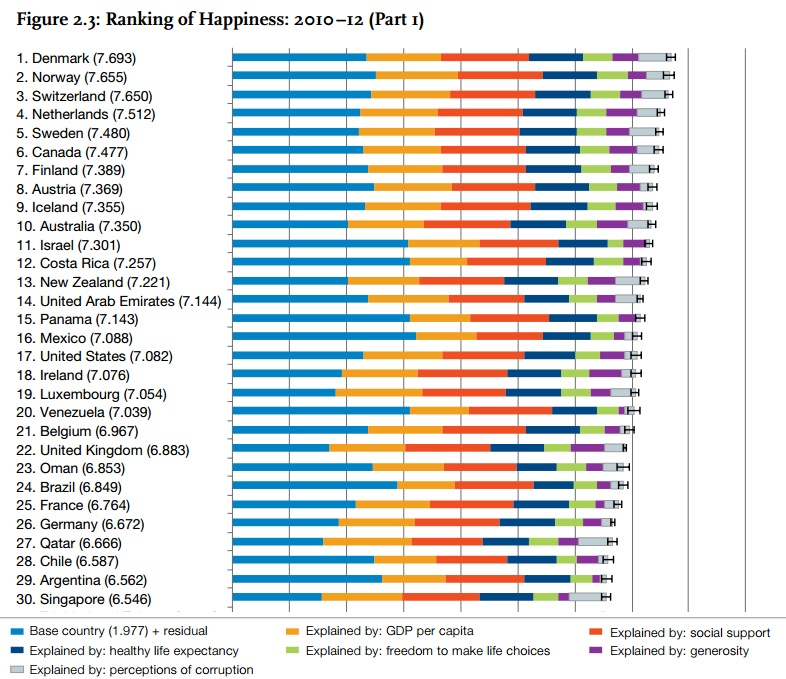 Figure 2.3: Ranking of Happiness: 2010–12 (Part 1)
1. Denmark (7.693)
2. Norway (7.655)
3. Switzerland (7.650)
4. Netherlands (7.512)
5. Sweden (7.480)
6. Canada (7.477)
7. Finland (7.389)
8. Austria (7.369)
9. Iceland (7.355)
10. Australia (7.350)
11. Israel (7.301)
12. Costa Rica (7.257)
13. New Zealand (7.221)
14. United Arab Emirates (7.144)
15. Panama (7.143)
16. Mexico (7.088)
17. United States (7.082)
18. Ireland (7.076)
19. Luxembourg (7.054)
20. Venezuela (7.039)
21. Belgium (6.967)
22. United Kingdom (6.883)
23. Oman (6.853)
24. Brazil (6.849)
25. France (6.764)
26. Germany (6.672)
27. Qatar (6.666)
28. Chile (6.587)
29. Argentina (6.562)
30. Singapore (6.546)
Base country (1.977) + residual
Explained by: GDP per capita
Explained by: social support
Explained by: healthy life expectancy
Explained by: freedom to make life choices
Explained by: generosity
Explained by: perceptions of corruption